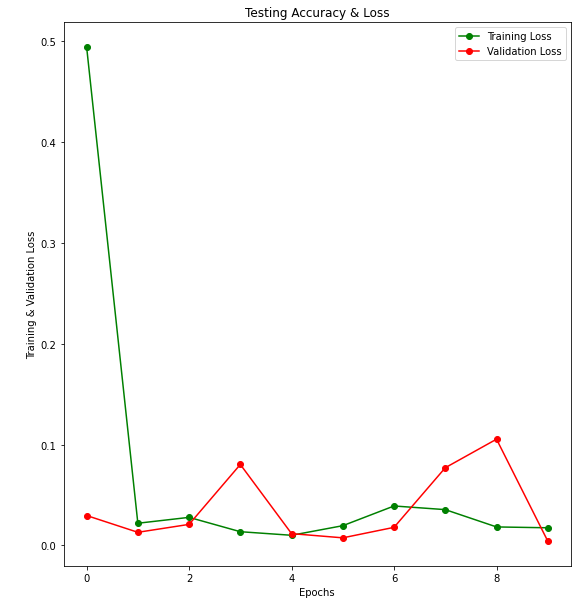 Testing Accuracy & Loss
Training Loss
Validation Loss
Training & Validation Loss
0.5
0.4
0.3
0.2
0.1
0.0
0 2 4 6 8
Epochs